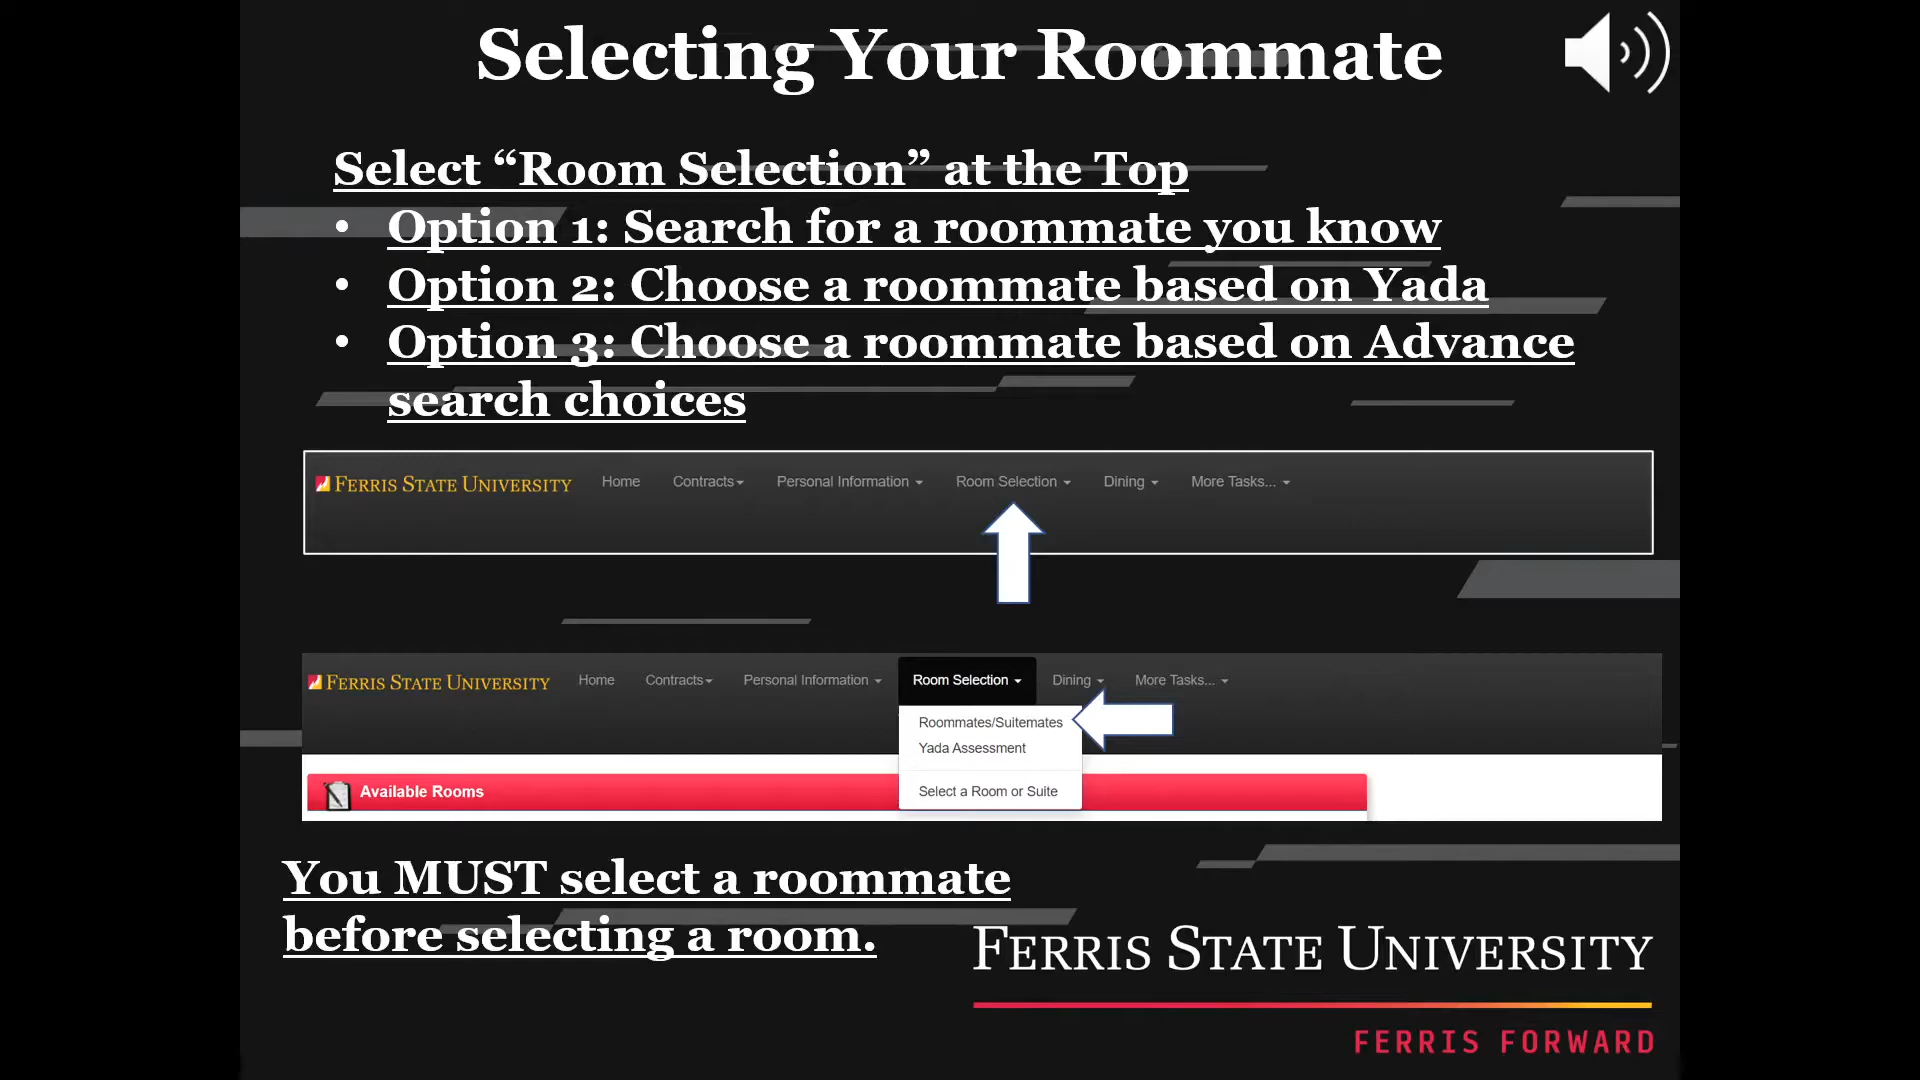 Selecting Your Roommate
Select “Room Selection” at the Top
• Option 1: Search for a roommate you know
• Option 2: Choose a roommate based on Yada
• Option 3: Choose a roommate based on Advance
search choices
FERRIS STATE UNIVERSITY Home Contracts Personal Information Room Selection Dining More Tasks...
FERRIS STATE UNIVERSITY Home Contracts Personal Information Room Selection Dining More Tasks...
Roommates/Suitemates
Yada Assessment
Available Rooms
Select a Room or Suite
You MUST select a roommate
before selecting a room.
FERRIS STATE UNIVERSITY
FERRIS FORWARD